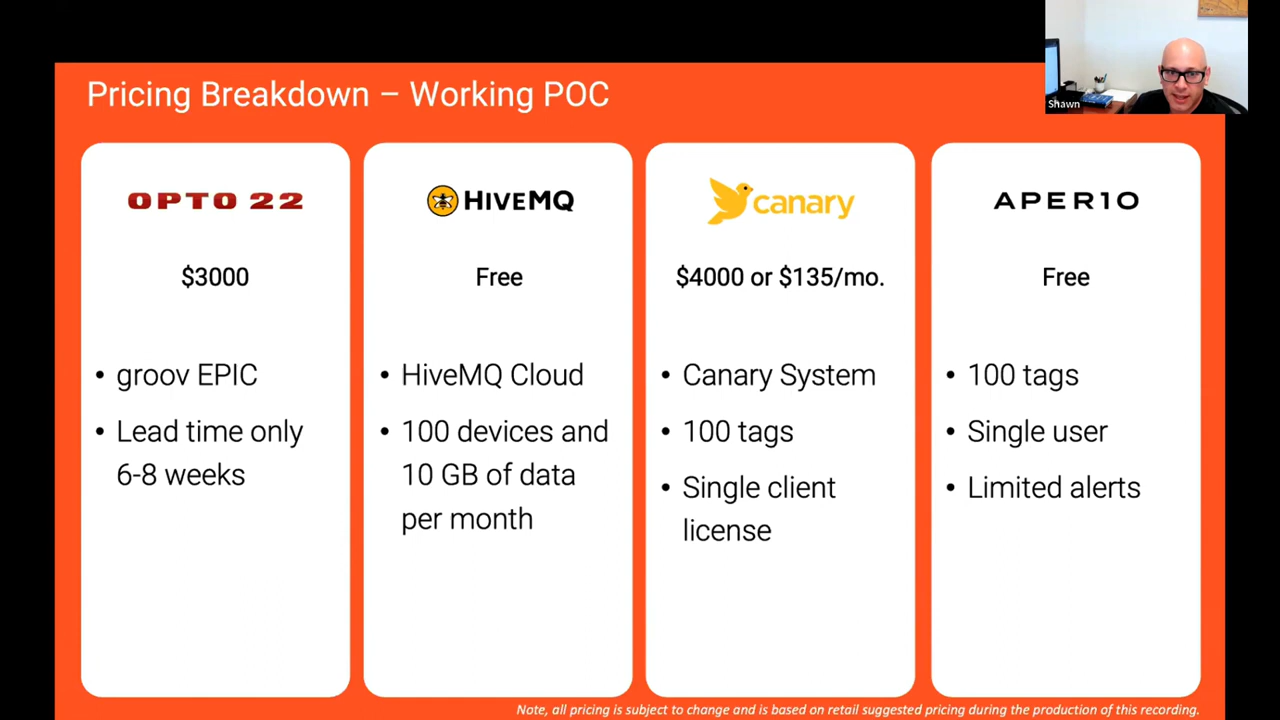 Shawn
Pricing Breakdown – Working POC
OPTO 22
$3000
• groov EPIC
• Lead time only
6-8 weeks
HIVEMQ
Free
• HiveMQ Cloud
• 100 devices and
10 GB of data
per month
canary
$4000 or $135/mo.
• Canary System
• 100 tags
• Single client
license
APER1O
Free
• 100 tags
• Single user
• Limited alerts
Note, all pricing is subject to change and is based on retail suggested pricing during the production of this recording.